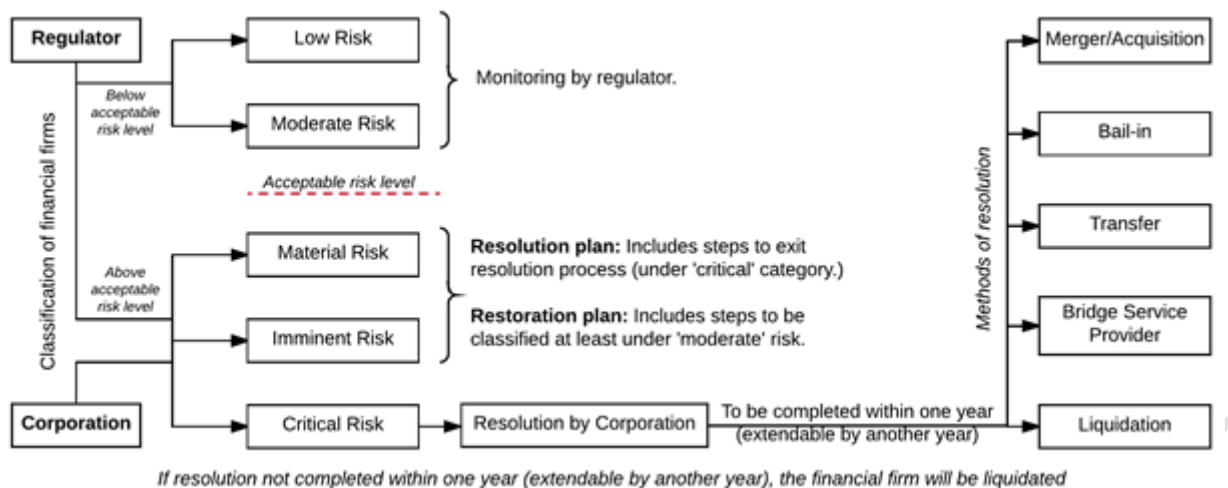 Regulator
Low Risk
Merger/Acquisition
Monitoring by regulator.
Below
acceptable
risk level
Moderate Risk
Bail-in
Classification of financial firms
Acceptable risk level
Methods of resolution
Transfer
Material Risk
Resolution plan: Includes steps to exit
resolution process (under 'critical' category.)
Above
acceptable
risk level
Restoration plan: Includes steps to be
classified at least under 'moderate' risk.
Imminent Risk
Bridge Service
Provider
Corporation
Critical Risk
Resolution by Corporation
To be completed within one year
(extendable by another year)
Liquidation
If resolution not completed within one year (extendable by another year), the financial firm will be liquidated